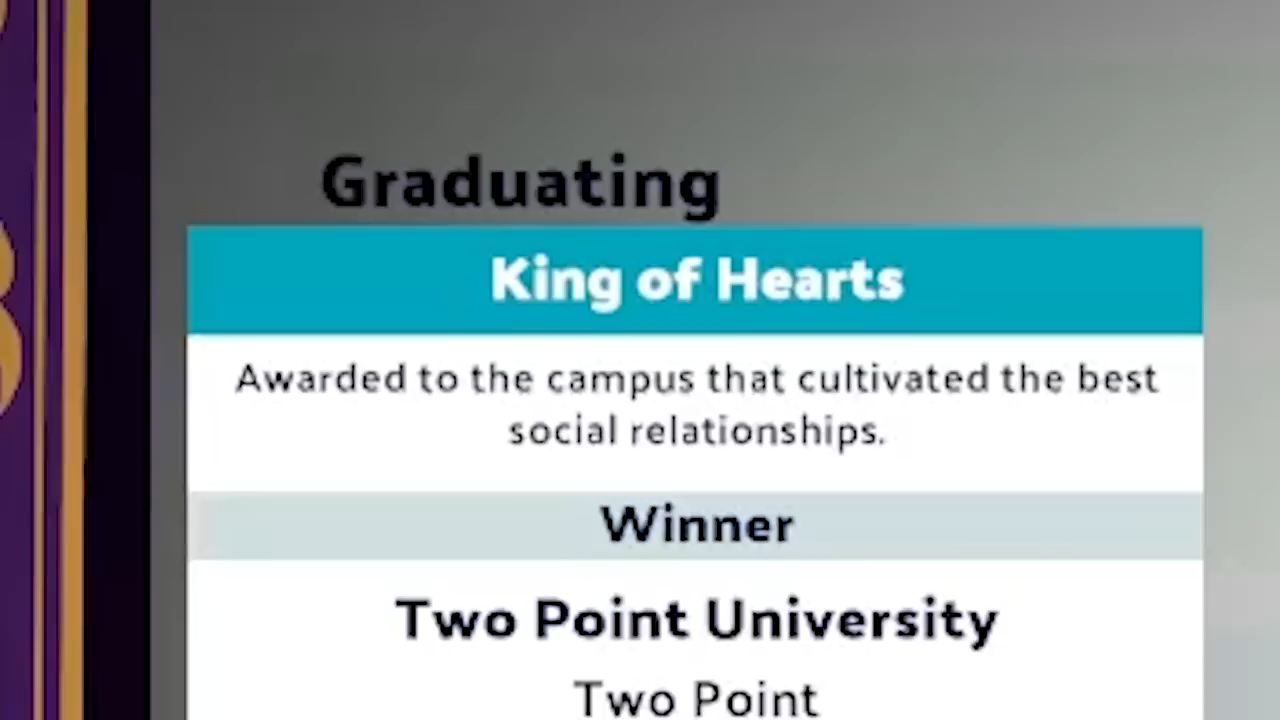 Graduating
King of Hearts
Awarded to the campus that cultivated the best
social relationships.
Winner
Two Point University
Two Point